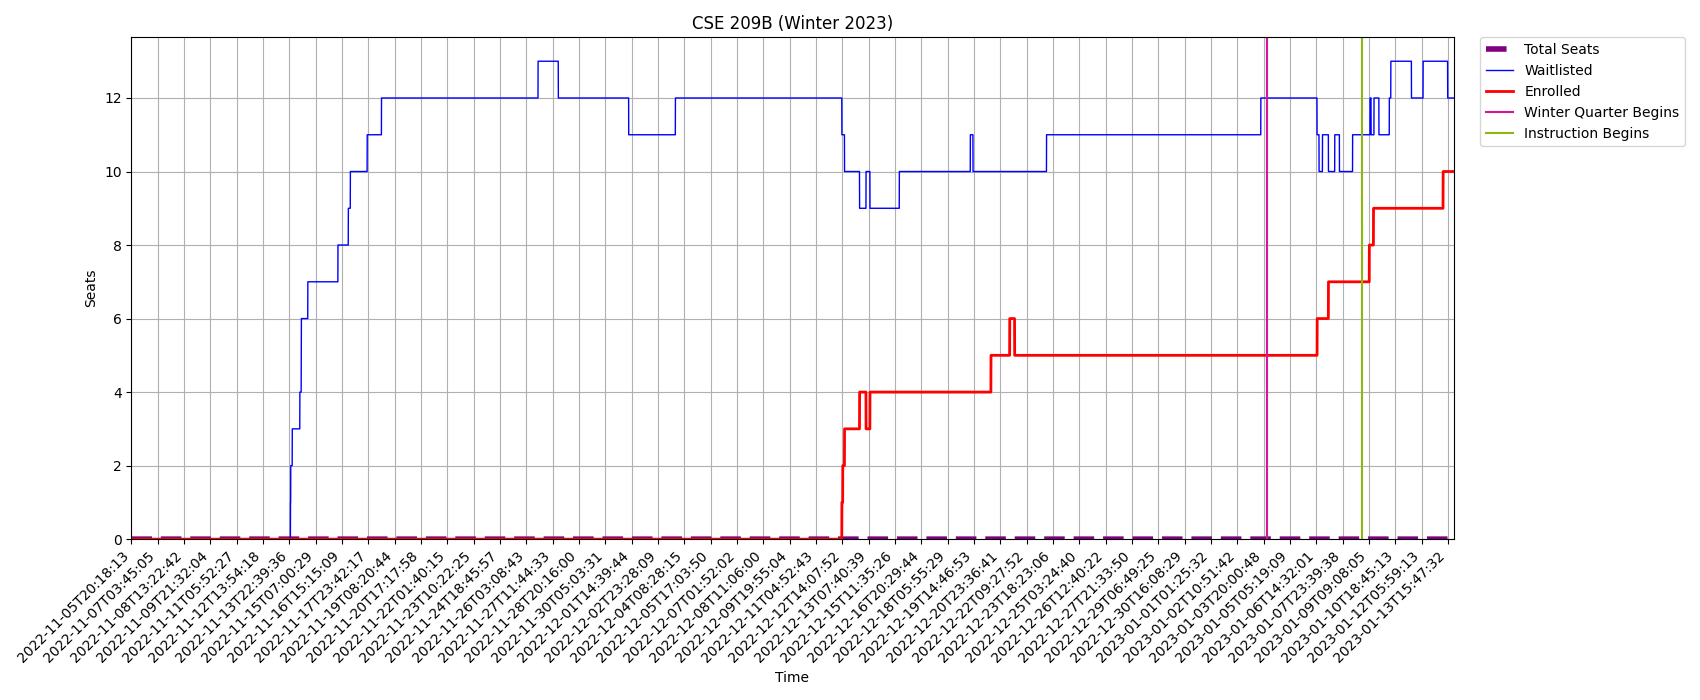 CSE 209B (Winter 2023)
Total Seats
Waitlisted
Enrolled
Winter Quarter Begins
Instruction Begins
Seats
12
10
8
6
4
2
0
2022-11-05T20:18:13
2022-11-07T03:45:05
2022-11-08T13:22:42
2022-11-09T21:32:04
2022-11-11T05:52:27
2022-11-12T13:54:18
2022-11-13T22:39:36
2022-11-15T07:00:29
2022-11-16T15:15:09
2022-11-17T23:42:17
2022-11-19T08:20:44
2022-11-20T17:17:58
2022-11-22T01:40:15
2022-11-23T10:22:25
2022-11-24T18:45:57
2022-11-26T03:08:43
2022-11-27T11:44:33
2022-11-28T20:16:00
2022-11-30T05:03:31
2022-12-01T14:39:44
2022-12-02T23:28:09
2022-12-04T08:28:15
2022-12-05T17:03:50
2022-12-07T01:52:02
2022-12-08T11:06:00
2022-12-09T19:55:04
2022-12-11T04:52:43
2022-12-12T14:07:52
2022-12-13T07:40:39
2022-12-15T11:35:26
2022-12-16T20:29:44
2022-12-18T05:55:29
2022-12-19T14:46:53
2022-12-20T23:36:41
2022-12-22T09:27:52
2022-12-23T18:23:06
2022-12-25T03:24:40
2022-12-26T12:40:22
2022-12-27T21:33:50
2022-12-29T06:49:25
2022-12-30T16:08:29
2023-01-01T01:25:32
2023-01-02T10:51:42
2023-01-03T20:00:48
2023-01-05T05:19:09
2023-01-06T14:32:01
2023-01-07T23:39:38
2023-01-09T09:08:05
2023-01-10T18:45:13
2023-01-12T05:59:13
2023-01-13T15:47:32
Time